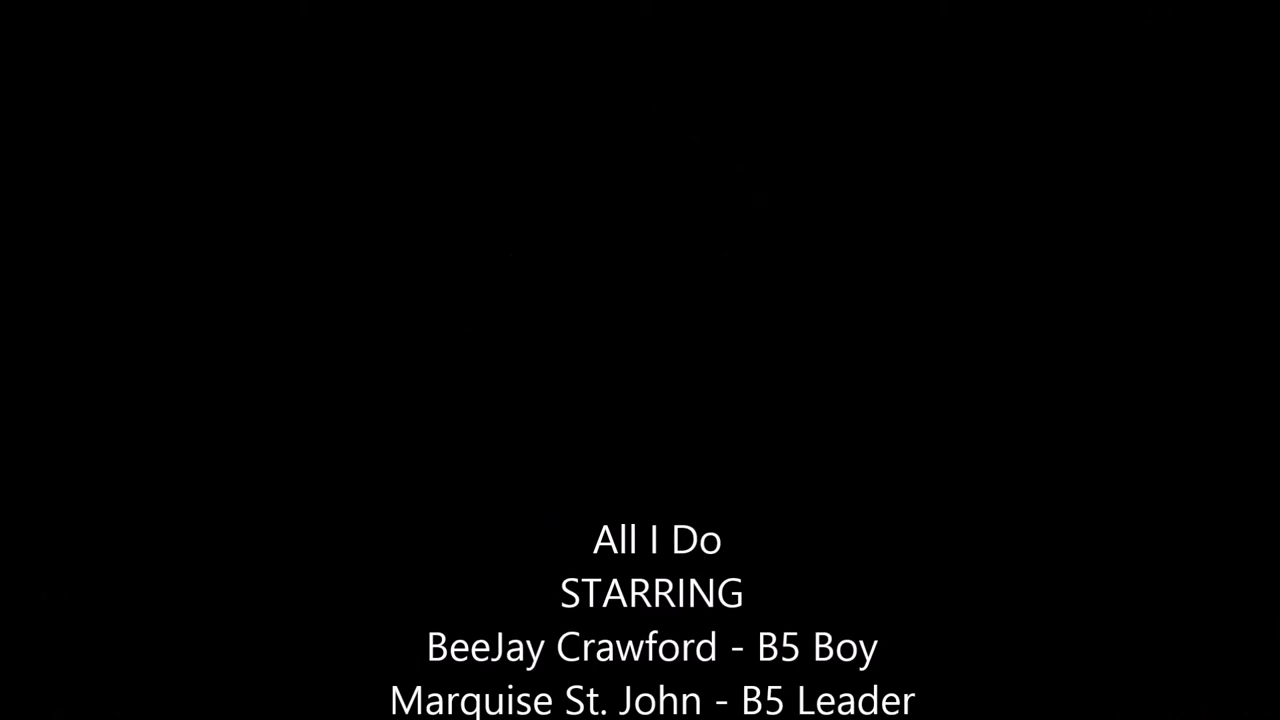 All I Do
STARRING
BeeJay Crawford - B5 Boy
Marquise St. John - B5 Leader